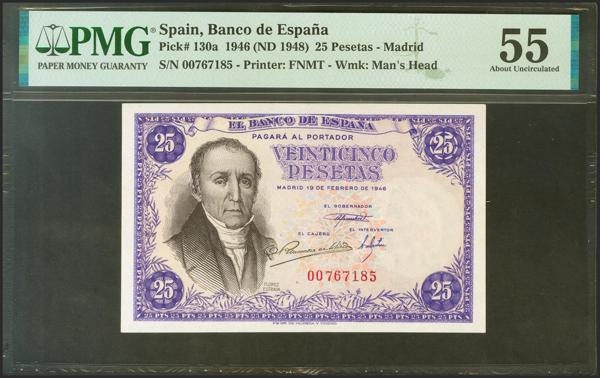 PMG
PAPER MONEY GUARANTY
Spain, Banco de España
Pick# 130a 1946 (ND 1948) 25 Pesetas - Madrid
S/N 00767185 - Printer: FNMT - Wmk: Man's Head
55
About Uncirculated
EL BANCO DE ESPAÑA
25
25
PAGARÁ AL PORTADOR
VEINTICINCO
PESETAS
MADRID 19 DE FEBRERO DE 1946
EL GOBERNADOR
EL CAJERO
EL INTERVENTOR
00767185
FLOREZ
ESTRADA
25
25